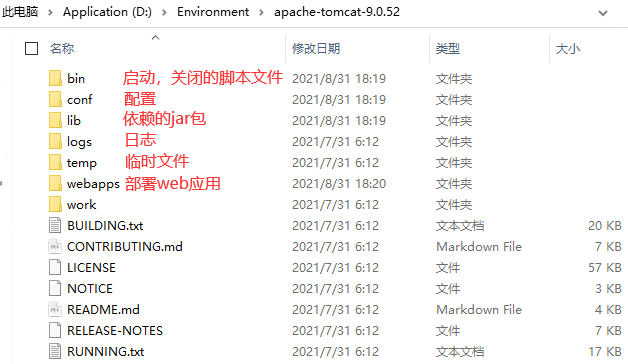 此电脑 > Application (D:) > Environment > apache-tomcat-9.0.52
名称 修改日期 类型 大小
bin 启动，关闭的脚本文件 2021/8/31 18:19 文件夹
conf 配置 2021/8/31 18:19 文件夹
lib 依赖的jar包 2021/8/31 18:19 文件夹
logs 日志 2021/7/31 6:12 文件夹
temp 临时文件 2021/7/31 6:12 文件夹
webapps 部署web应用 2021/8/31 18:20 文件夹
work 2021/7/31 6:12 文件夹
BUILDING.txt 2021/7/31 6:12 文本文档 20 KB
CONTRIBUTING.md 2021/7/31 6:12 Markdown File 7 KB
LICENSE 2021/7/31 6:12 文件 57 KB
NOTICE 2021/7/31 6:12 文件 3 KB
README.md 2021/7/31 6:12 Markdown File 4 KB
RELEASE-NOTES 2021/7/31 6:12 文件 7 KB
RUNNING.txt 2021/7/31 6:12 文本文档 17 KB